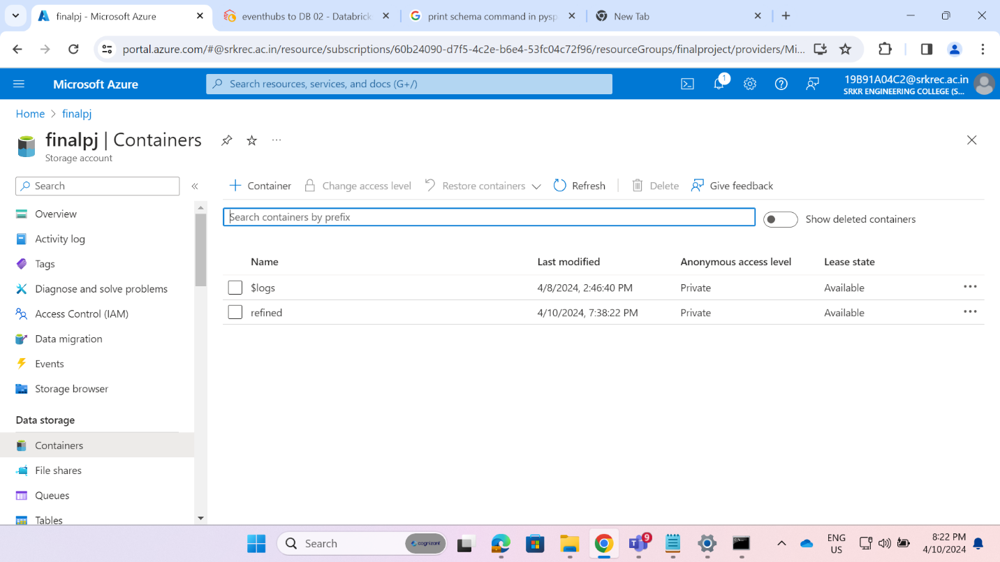 finalpj - Microsoft Azure
eventhubs to DB 02 - Databrick
print schema command in pysp
New Tab
portal.azure.com/#@srkrec.ac.in/resource/subscriptions/60b24090-d7f5-4c2e-b6e4-53fc04c72f96/resourceGroups/finalproject/providers/Mi...
Microsoft Azure
Search resources, services, and docs (G+/)
1
19B91A04C2@srkrec.ac.in
SRKR ENGINEERING COLLEGE (S...
Home > finalpj
finalpj | Containers
Storage account
Search
Container
Change access level
Restore containers
Refresh
Delete
Give feedback
Search containers by prefix
Show deleted containers
Overview
Activity log
Tags
Diagnose and solve problems
Access Control (IAM)
Data migration
Events
Storage browser
Data storage
Containers
File shares
Queues
Tables
Name Last modified Anonymous access level Lease state
$logs 4/8/2024, 2:46:40 PM Private Available
refined 4/10/2024, 7:38:22 PM Private Available
Search
cognizant
9
ENG
US
8:22 PM
4/10/2024